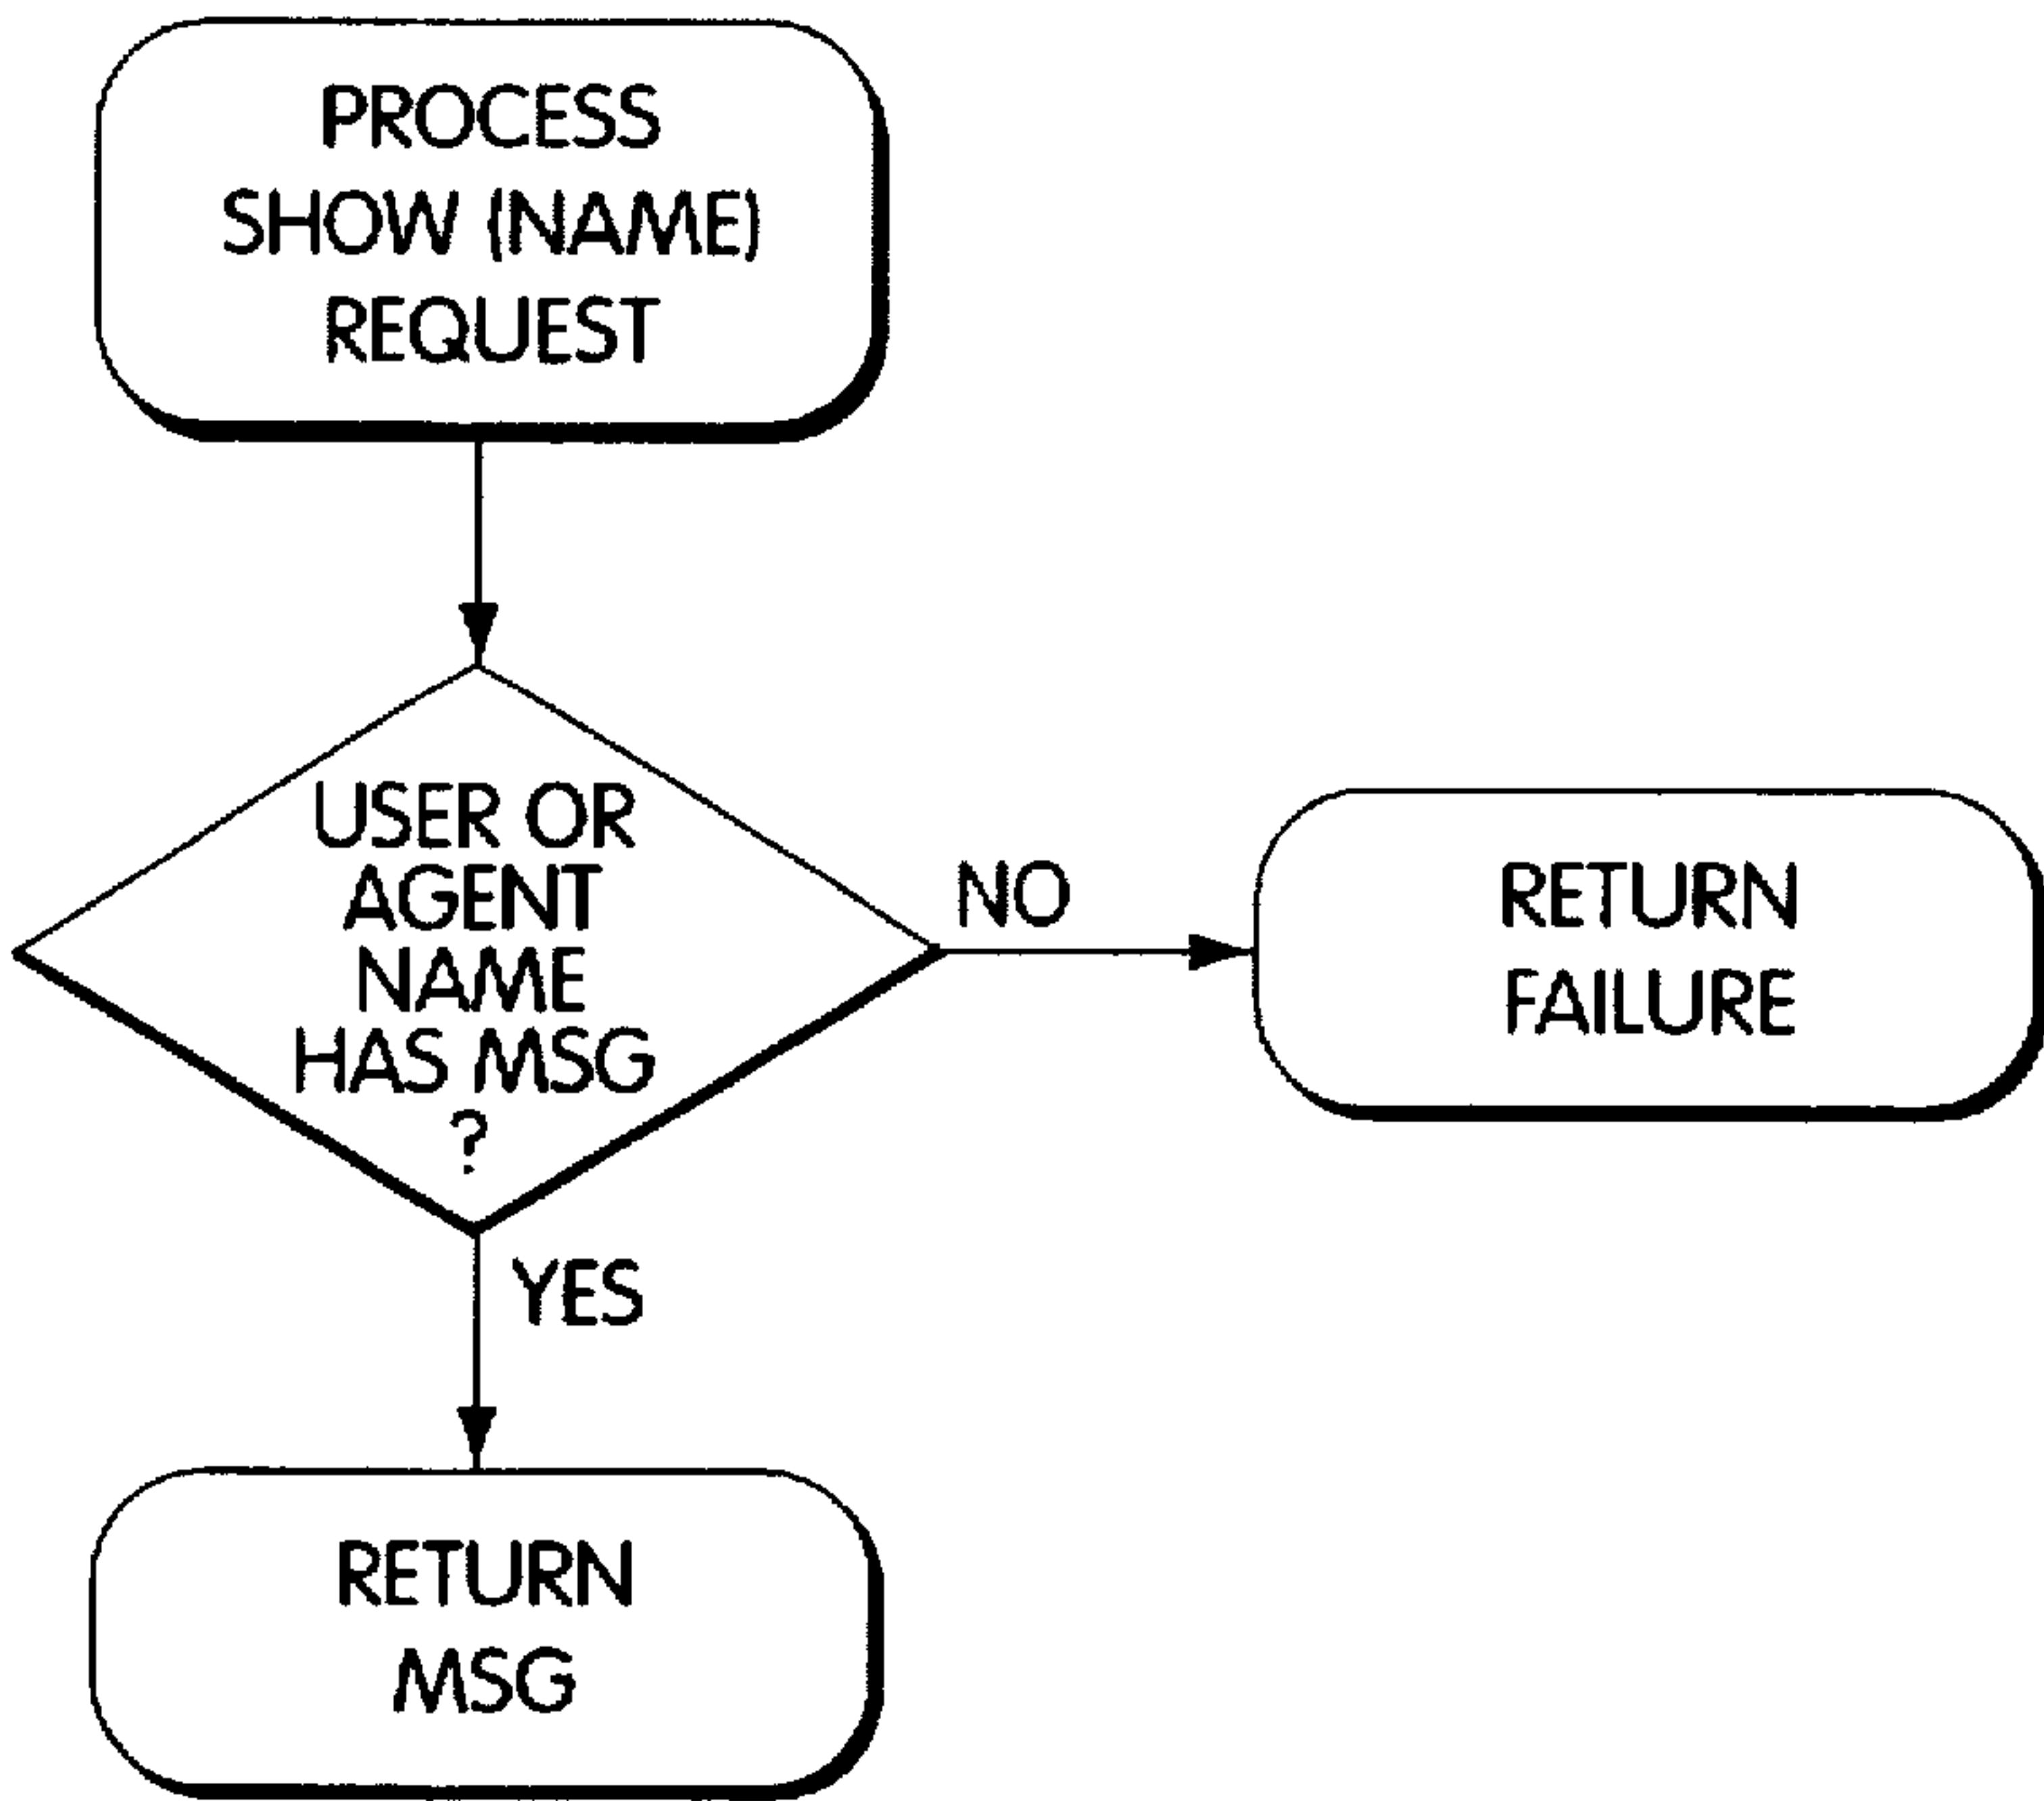 PROCESS
SHOW (NAME)
REQUEST
USER OR
AGENT
NAME
HAS MSG
?
NO
RETURN
FAILURE
YES
RETURN
MSG